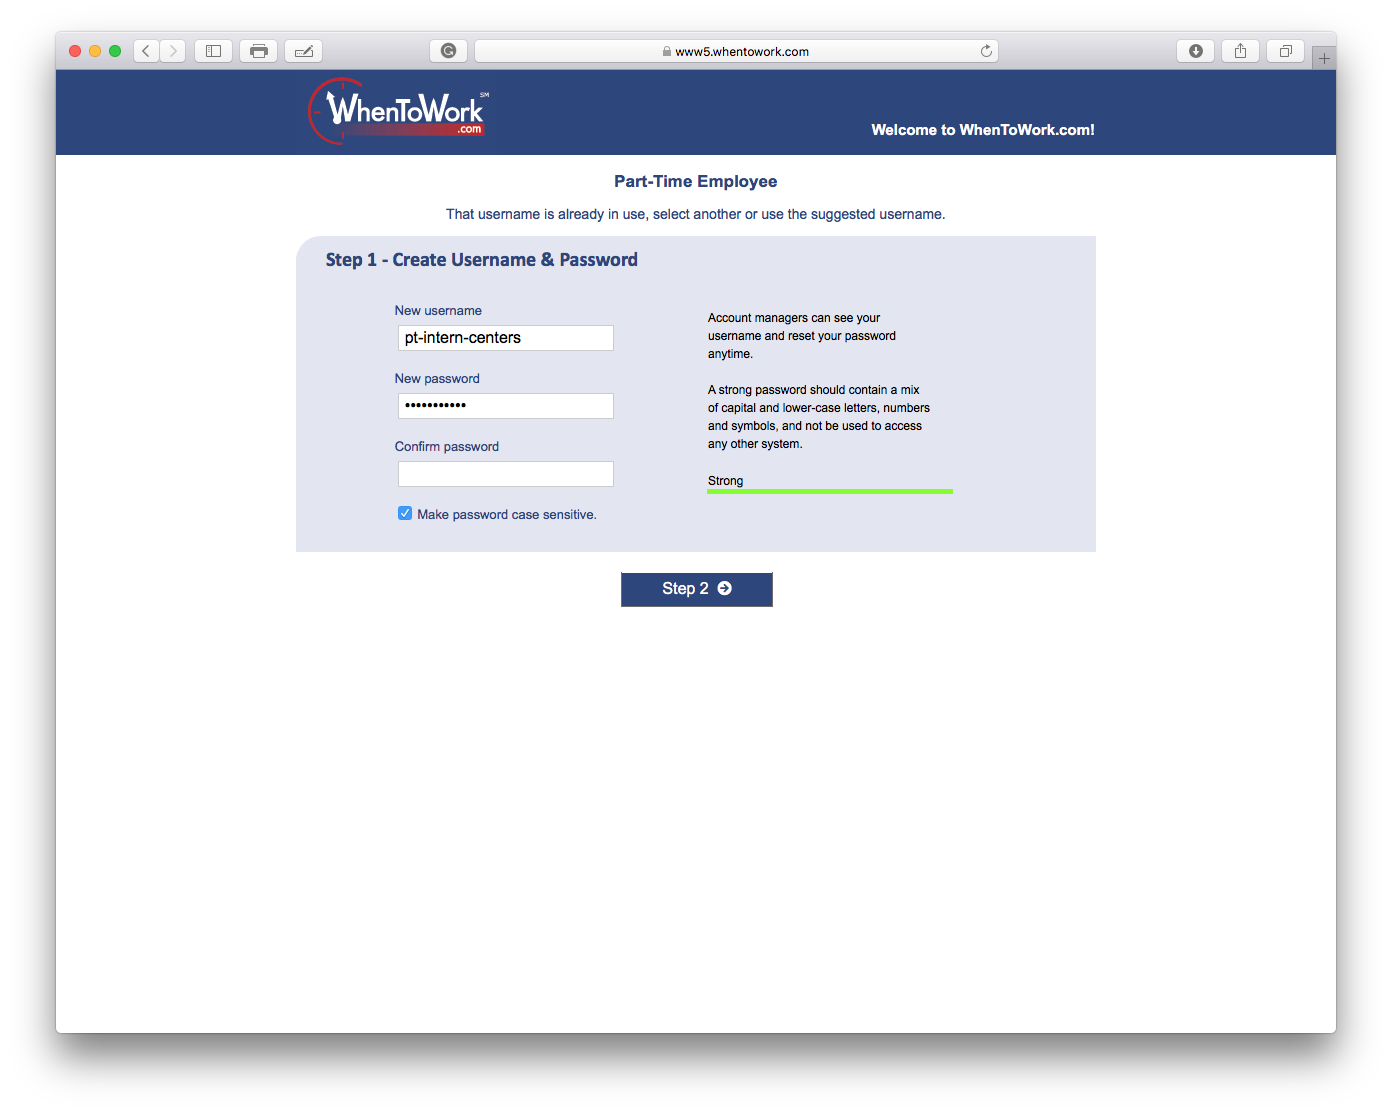 www5.whentowork.com
WhenToWork SM
.com
Welcome to WhenToWork.com!
Part-Time Employee
That username is already in use, select another or use the suggested username.
Step 1 - Create Username & Password
New username
pt-intern-centers
New password
•••••••••••
Confirm password
Make password case sensitive.
Account managers can see your
username and reset your password
anytime.
A strong password should contain a mix
of capital and lower-case letters, numbers
and symbols, and not be used to access
any other system.
Strong
Step 2